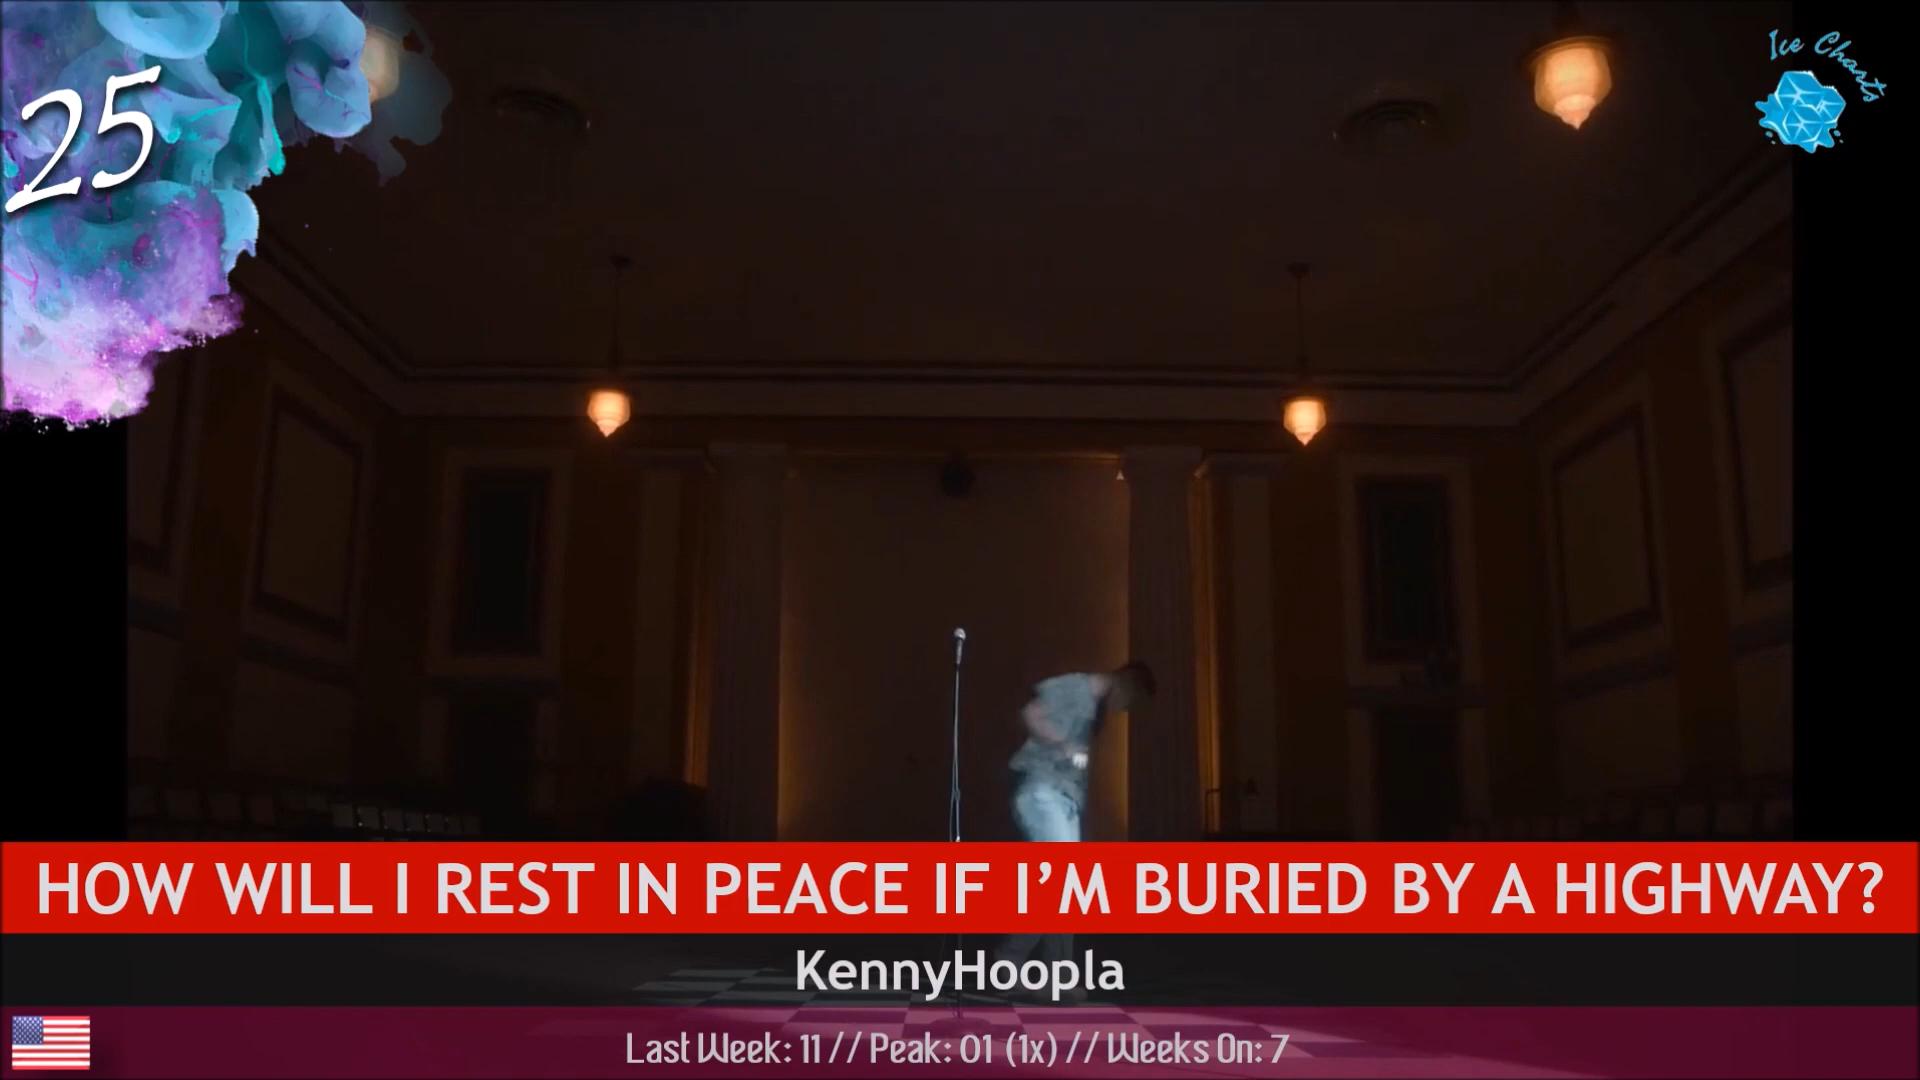 25
Ice Charts
HOW WILL I REST IN PEACE IF I’M BURIED BY A HIGHWAY?
KennyHoopla
Last Week: 11 // Peak: 01 (1x) // Weeks On: 7